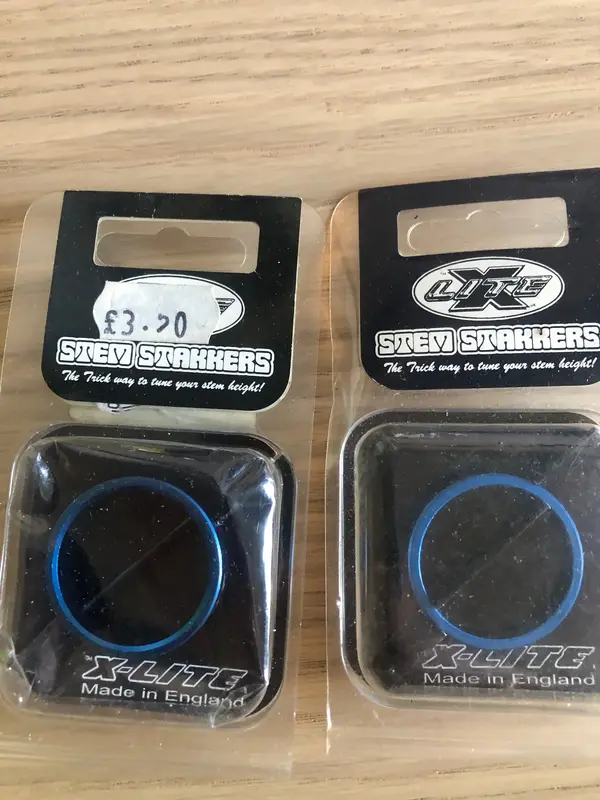 £3.20
STEM STAKKERS
The Trick way to tune your stem height!
X-LITE
Made in England
X
LITE
™
STEM STAKKERS
The Trick way to tune your stem height!
X-LITE
Made in England